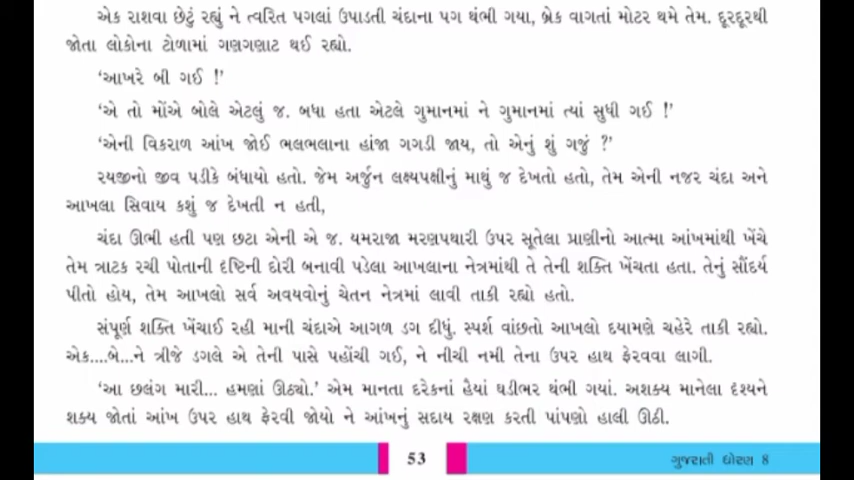 એક રાશવા છેટું રહ્યું ને ત્વરિત પગલાં ઉપાડતી ચંદાના પગ થંભી ગયા, બ્રેક વાગતાં મોટર થમે તેમ. દૂરદૂરથી
જોતા લોકોના ટોળામાં ગણગણાટ થઈ રહ્યો.
‘આખરે બી ગઈ !’
‘એ તો મોંએ બોલે એટલું જ. બધા હતા એટલે ગુમાનમાં ને ગુમાનમાં ત્યાં સુધી ગઈ !’
‘એની વિકરાળ આંખ જોઈ ભલભલાના હાંજા ગગડી જાય, તો એનું શું ગજું ?’
રયજીનો જીવ પડીકે બંધાયો હતો. જેમ અર્જુન લક્ષ્યપક્ષીનું માથું જ દેખતો હતો, તેમ એની નજર ચંદા અને
આખલા સિવાય કશું જ દેખતી ન હતી,
ચંદા ઊભી હતી પણ છટા એની એ જ. યમરાજા મરણપથારી ઉપર સૂતેલા પ્રાણીનો આત્મા આંખમાંથી ખેંચે
તેમ ત્રાટક રચી પોતાની દૃષ્ટિની દોરી બનાવી પડેલા આખલાના નેત્રમાંથી તે તેની શક્તિ ખેંચતા હતા. તેનું સૌંદર્ય
પીતો હોય, તેમ આખલો સર્વ અવયવોનું ચેતન નેત્રમાં લાવી તાકી રહ્યો હતો.
સંપૂર્ણ શક્તિ ખેંચાઈ રહી માની ચંદાએ આગળ ડગ દીધું. સ્પર્શ વાંછતો આખલો દયામણે ચહેરે તાકી રહ્યો.
એક....બે...ને ત્રીજે ડગલે એ તેની પાસે પહોંચી ગઈ, ને નીચી નમી તેના ઉપર હાથ ફેરવવા લાગી.
‘આ છલંગ મારી... હમણાં ઊઠ્યો.’ એમ માનતા દરેકનાં હૈયાં ઘડીભર થંભી ગયાં. અશક્ય માનેલા દૃશ્યને
શક્ય જોતાં આંખ ઉપર હાથ ફેરવી જોયો ને આંખનું સદાય રક્ષણ કરતી પાંપણો હાલી ઊઠી.
53
ગુજરાતી ધોરણ 8